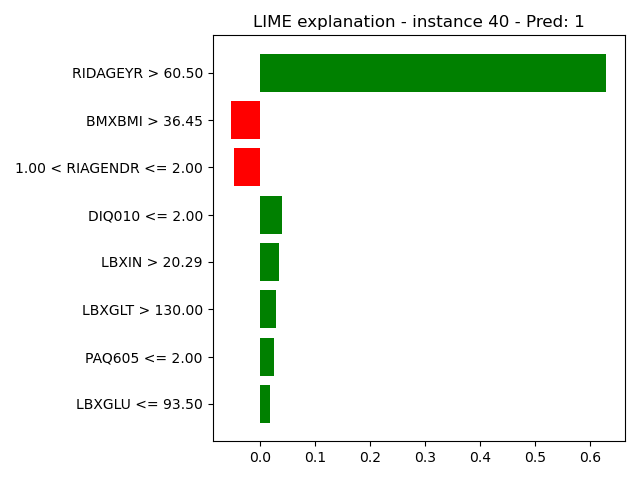 LIME explanation - instance 40 - Pred: 1
RIDAGEYR > 60.50
BMXBMI > 36.45
1.00 < RIAGENDR <= 2.00
DIQ010 <= 2.00
LBXIN > 20.29
LBXGLT > 130.00
PAQ605 <= 2.00
LBXGLU <= 93.50
0.0 0.1 0.2 0.3 0.4 0.5 0.6